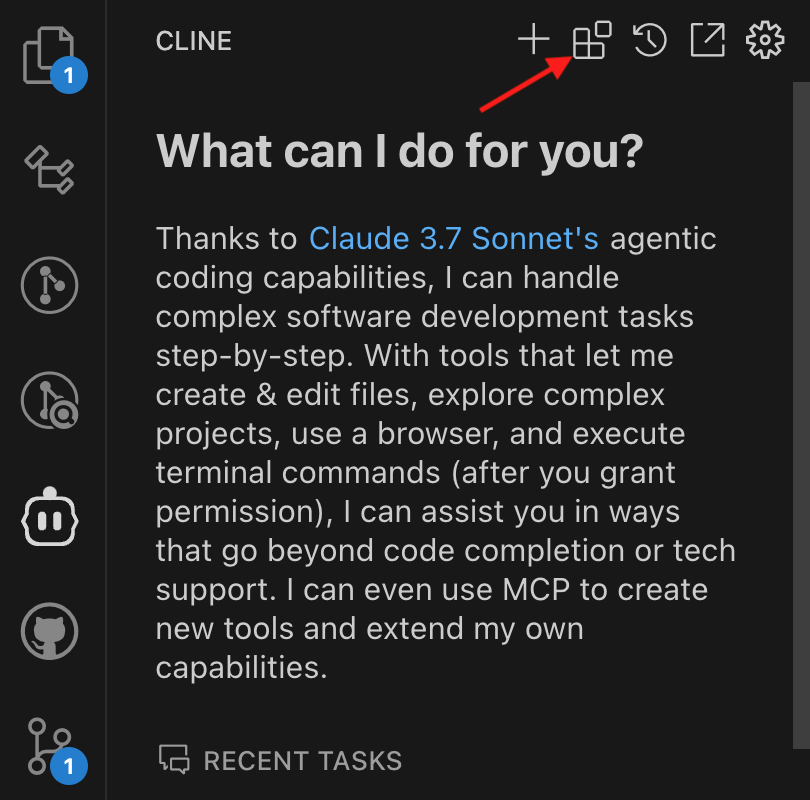 CLINE
1
What can I do for you?
Thanks to Claude 3.7 Sonnet's agentic
coding capabilities, I can handle
complex software development tasks
step-by-step. With tools that let me
create & edit files, explore complex
projects, use a browser, and execute
terminal commands (after you grant
permission), I can assist you in ways
that go beyond code completion or tech
support. I can even use MCP to create
new tools and extend my own
capabilities.
RECENT TASKS
1